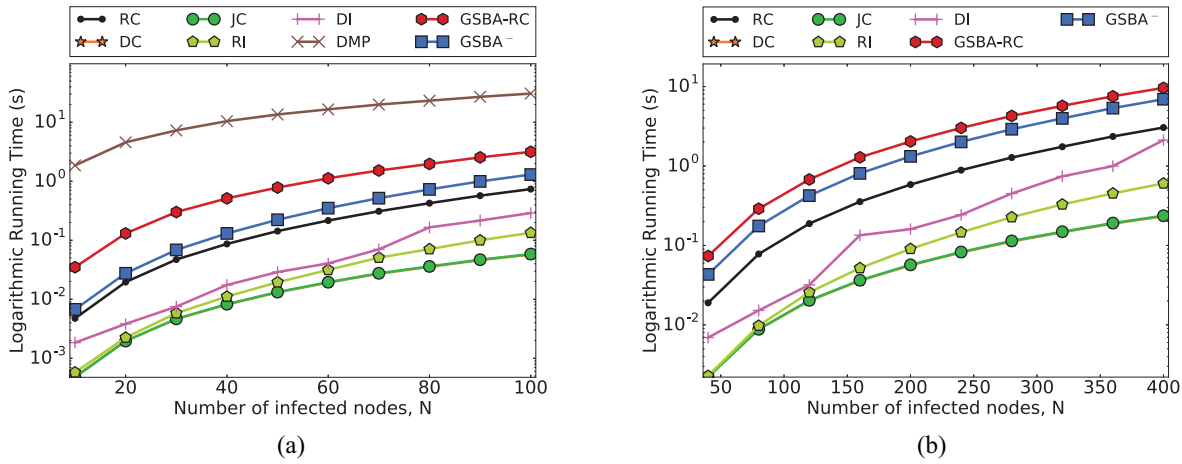 RC JC DI GSBA-RC
DC RI DMP GSBA⁻
Logarithmic Running Time (s)
10¹
10⁰
10⁻¹
10⁻²
10⁻³
20 40 60 80 100
Number of infected nodes, N
(a)
RC JC DI GSBA⁻
DC RI GSBA-RC
Logarithmic Running Time (s)
10¹
10⁰
10⁻¹
10⁻²
50 100 150 200 250 300 350 400
Number of infected nodes, N
(b)